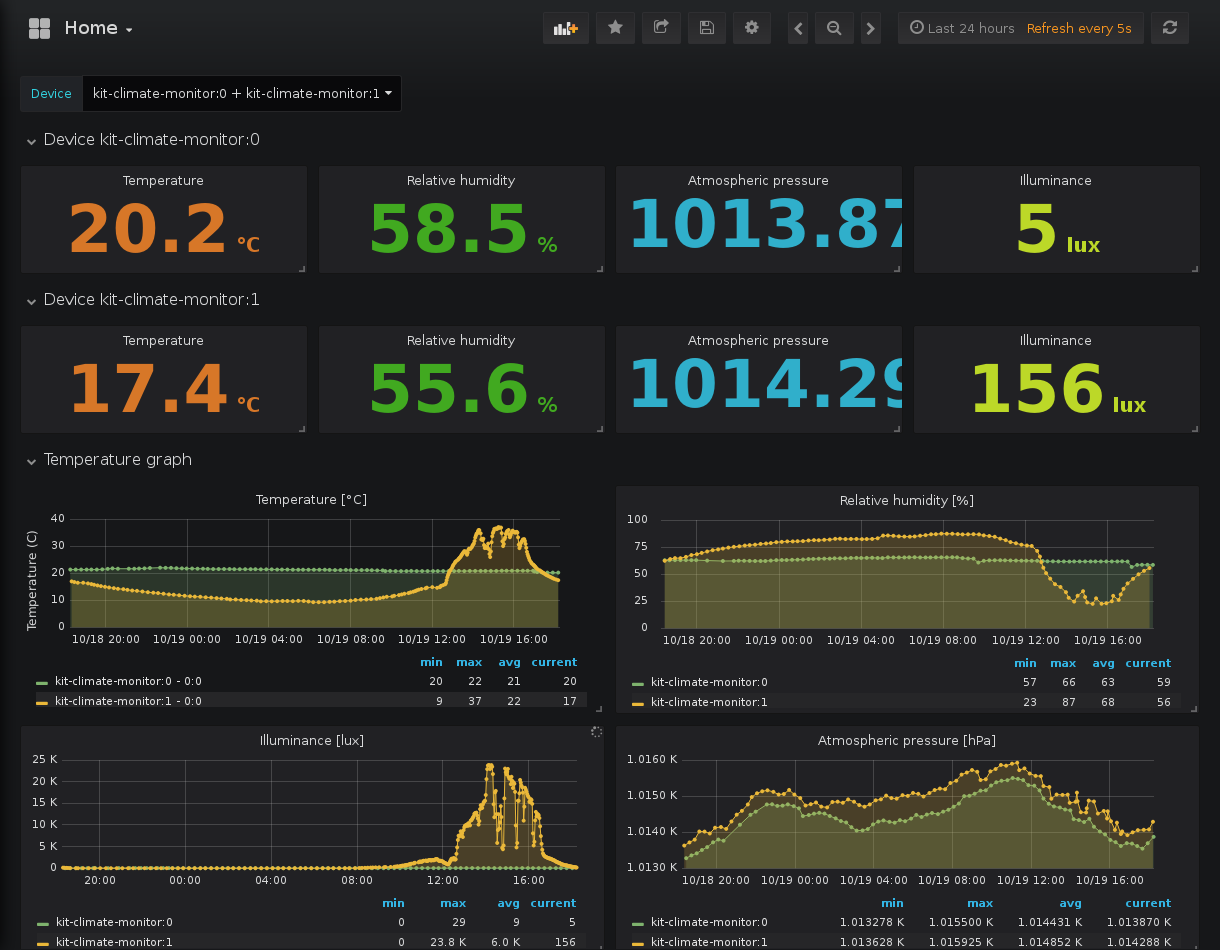 Home
Last 24 hours Refresh every 5s
Device kit-climate-monitor:0 + kit-climate-monitor:1
Device kit-climate-monitor:0
Temperature Relative humidity Atmospheric pressure Illuminance
20.2 °C 58.5 % 1013.87 5 lux
Device kit-climate-monitor:1
Temperature Relative humidity Atmospheric pressure Illuminance
17.4 °C 55.6 % 1014.29 156 lux
Temperature graph
Temperature [°C]
Temperature (C)
40
30
20
10
0
10/18 20:00 10/19 00:00 10/19 04:00 10/19 08:00 10/19 12:00 10/19 16:00
min max avg current
kit-climate-monitor:0 - 0:0 20 22 21 20
kit-climate-monitor:1 - 0:0 9 37 22 17
Relative humidity [%]
100
75
50
25
0
10/18 20:00 10/19 00:00 10/19 04:00 10/19 08:00 10/19 12:00 10/19 16:00
min max avg current
kit-climate-monitor:0 57 66 63 59
kit-climate-monitor:1 23 87 68 56
Illuminance [lux]
25 K
20 K
15 K
10 K
5 K
0
20:00 00:00 04:00 08:00 12:00 16:00
min max avg current
kit-climate-monitor:0 0 29 9 5
kit-climate-monitor:1 0 23.8 K 6.0 K 156
Atmospheric pressure [hPa]
1.0160 K
1.0150 K
1.0140 K
1.0130 K
10/18 20:00 10/19 00:00 10/19 04:00 10/19 08:00 10/19 12:00 10/19 16:00
min max avg current
kit-climate-monitor:0 1.013278 K 1.015500 K 1.014431 K 1.013870 K
kit-climate-monitor:1 1.013628 K 1.015925 K 1.014852 K 1.014288 K